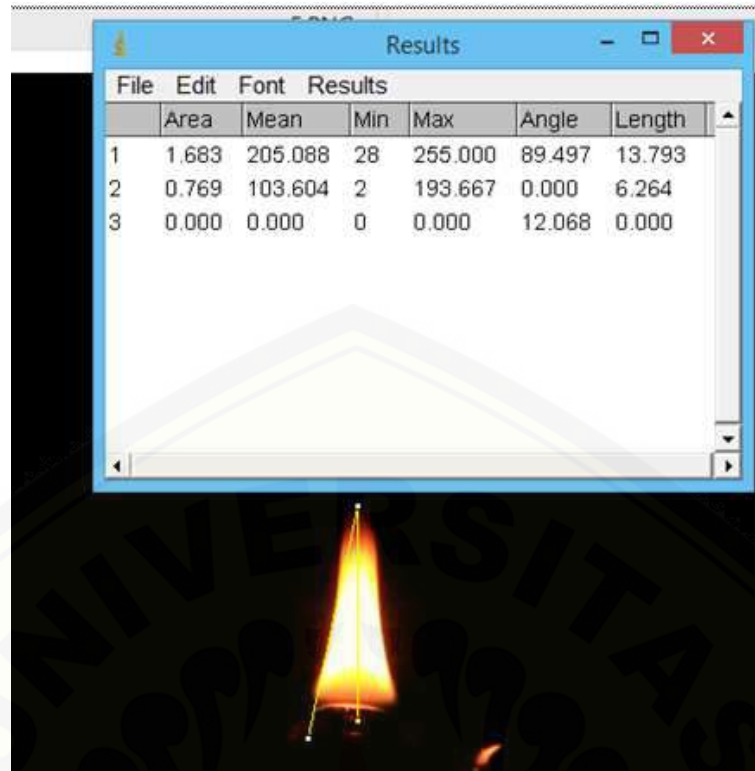 Results
File Edit Font Results
Area Mean Min Max Angle Length
1 1.683 205.088 28 255.000 89.497 13.793
2 0.769 103.604 2 193.667 0.000 6.264
3 0.000 0.000 0 0.000 12.068 0.000
UNIVERSITAS